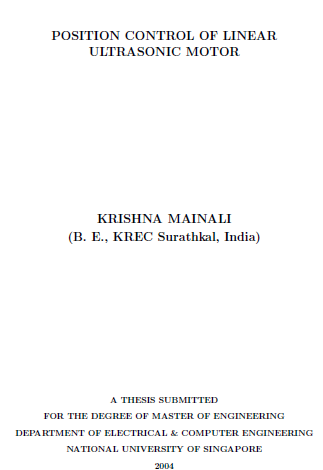 POSITION CONTROL OF LINEAR
ULTRASONIC MOTOR
KRISHNA MAINALI
(B. E., KREC Surathkal, India)
A THESIS SUBMITTED
FOR THE DEGREE OF MASTER OF ENGINEERING
DEPARTMENT OF ELECTRICAL & COMPUTER ENGINEERING
NATIONAL UNIVERSITY OF SINGAPORE
2004